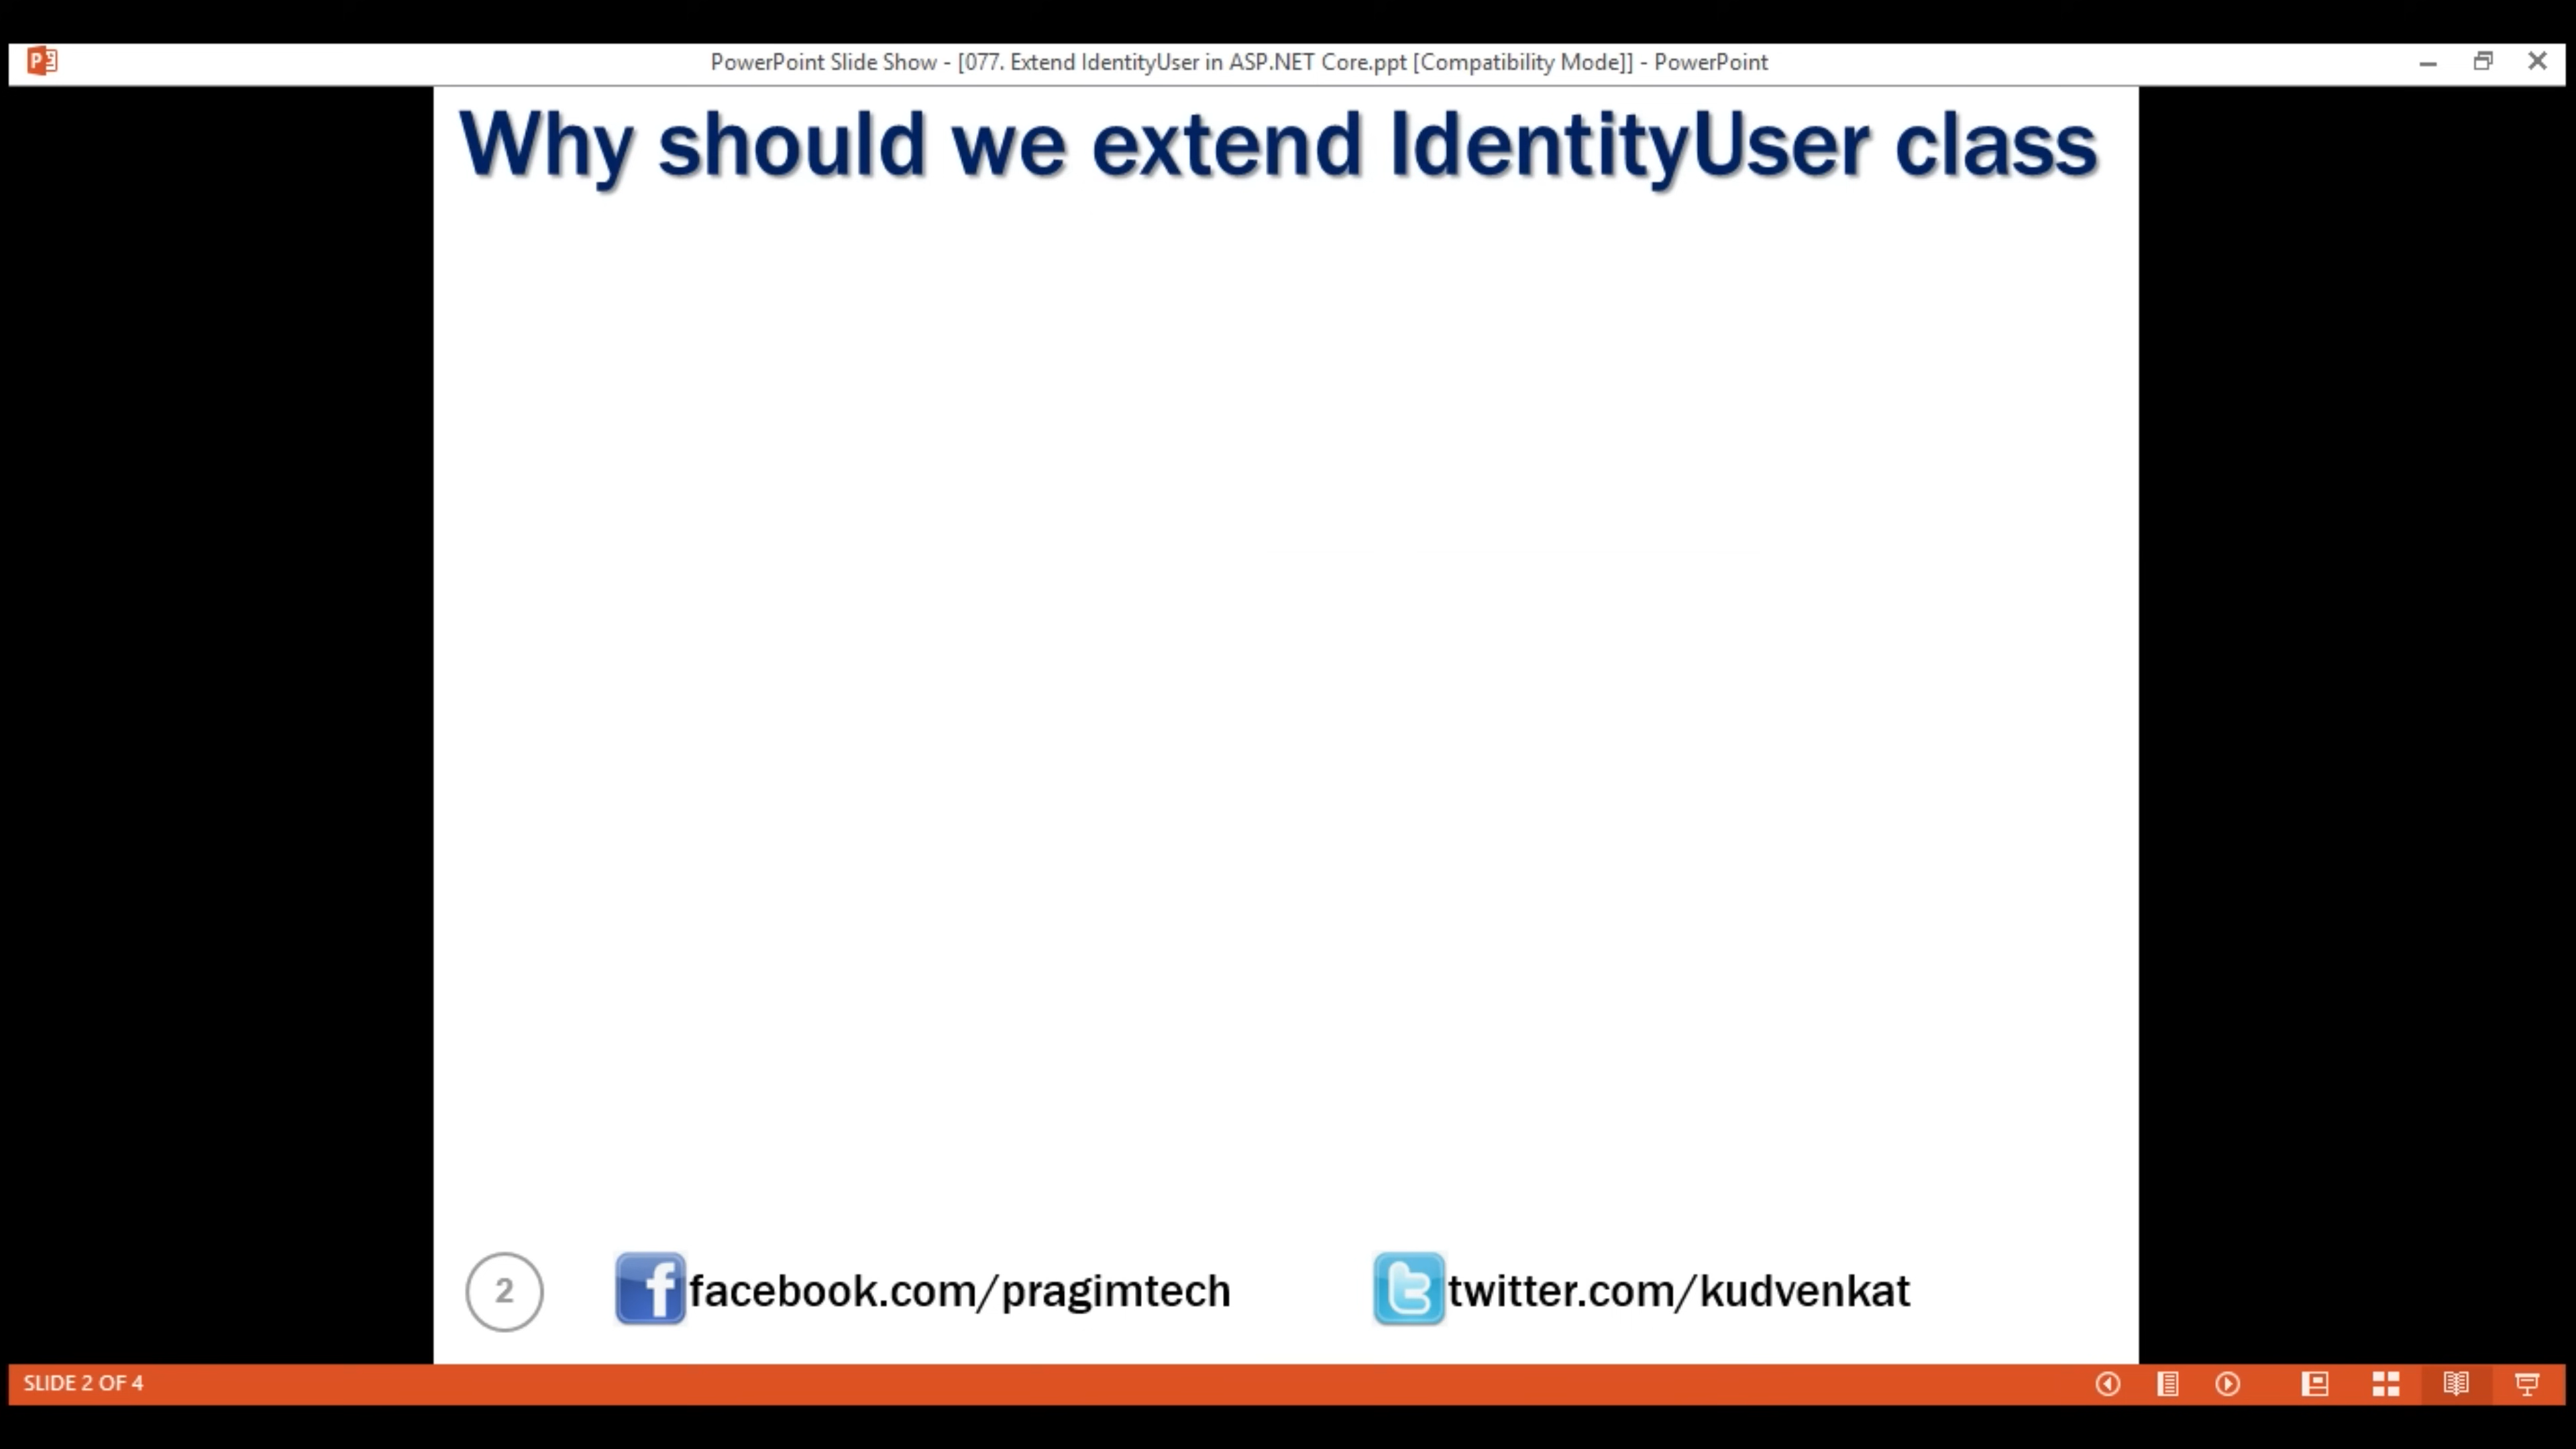 PowerPoint Slide Show - [077. Extend IdentityUser in ASP.NET Core.ppt [Compatibility Mode]] - PowerPoint
Why should we extend IdentityUser class
2
facebook.com/pragimtech
twitter.com/kudvenkat
SLIDE 2 OF 4